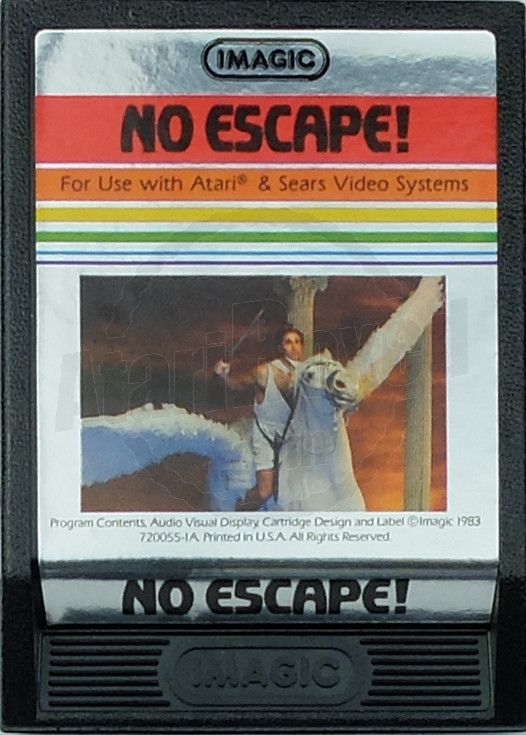 IMAGIC
NO ESCAPE!
For Use with Atari® & Sears Video Systems
Program Contents, Audio Visual Display, Cartridge Design and Label ©Imagic 1983
720055-1A Printed in U.S.A. All Rights Reserved.
NO ESCAPE!
IMAGIC